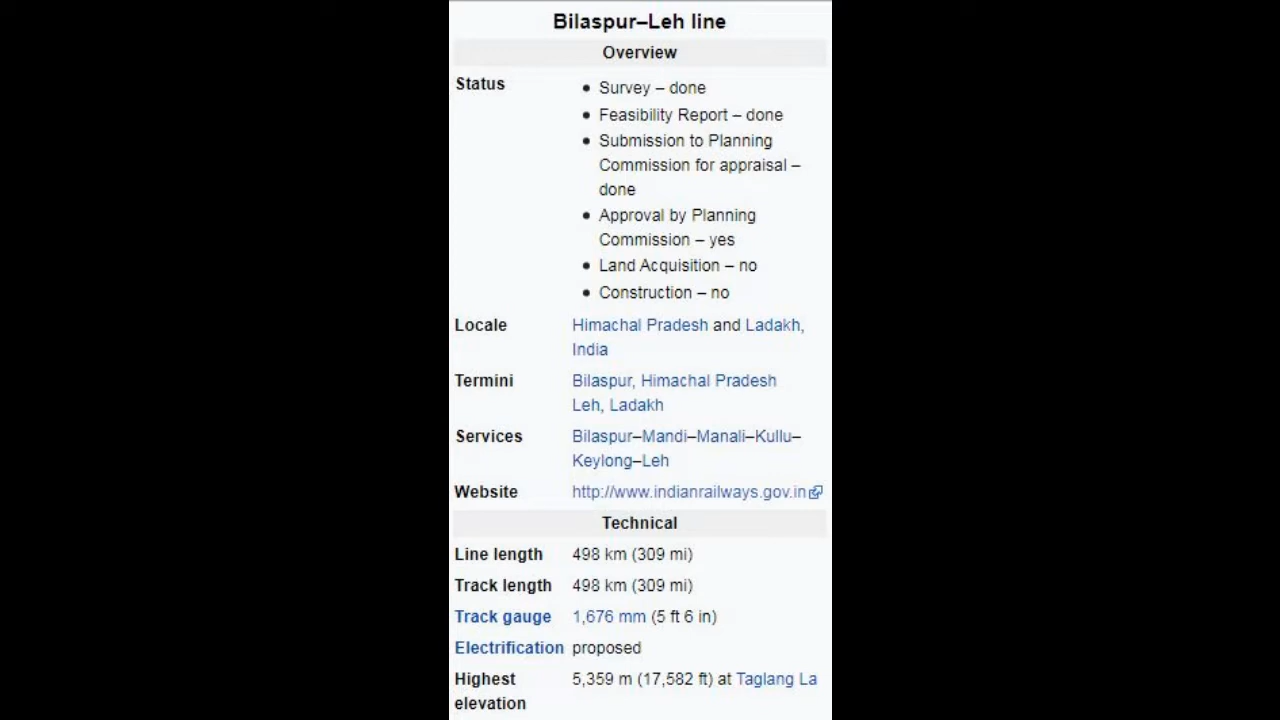 Bilaspur–Leh line
Overview
Status
• Survey – done
• Feasibility Report – done
• Submission to Planning
Commission for appraisal –
done
• Approval by Planning
Commission – yes
• Land Acquisition – no
• Construction – no
Locale Himachal Pradesh and Ladakh,
India
Termini Bilaspur, Himachal Pradesh
Leh, Ladakh
Services Bilaspur–Mandi–Manali–Kullu–
Keylong–Leh
Website http://www.indianrailways.gov.in
Technical
Line length 498 km (309 mi)
Track length 498 km (309 mi)
Track gauge 1,676 mm (5 ft 6 in)
Electrification proposed
Highest 5,359 m (17,582 ft) at Taglang La
elevation